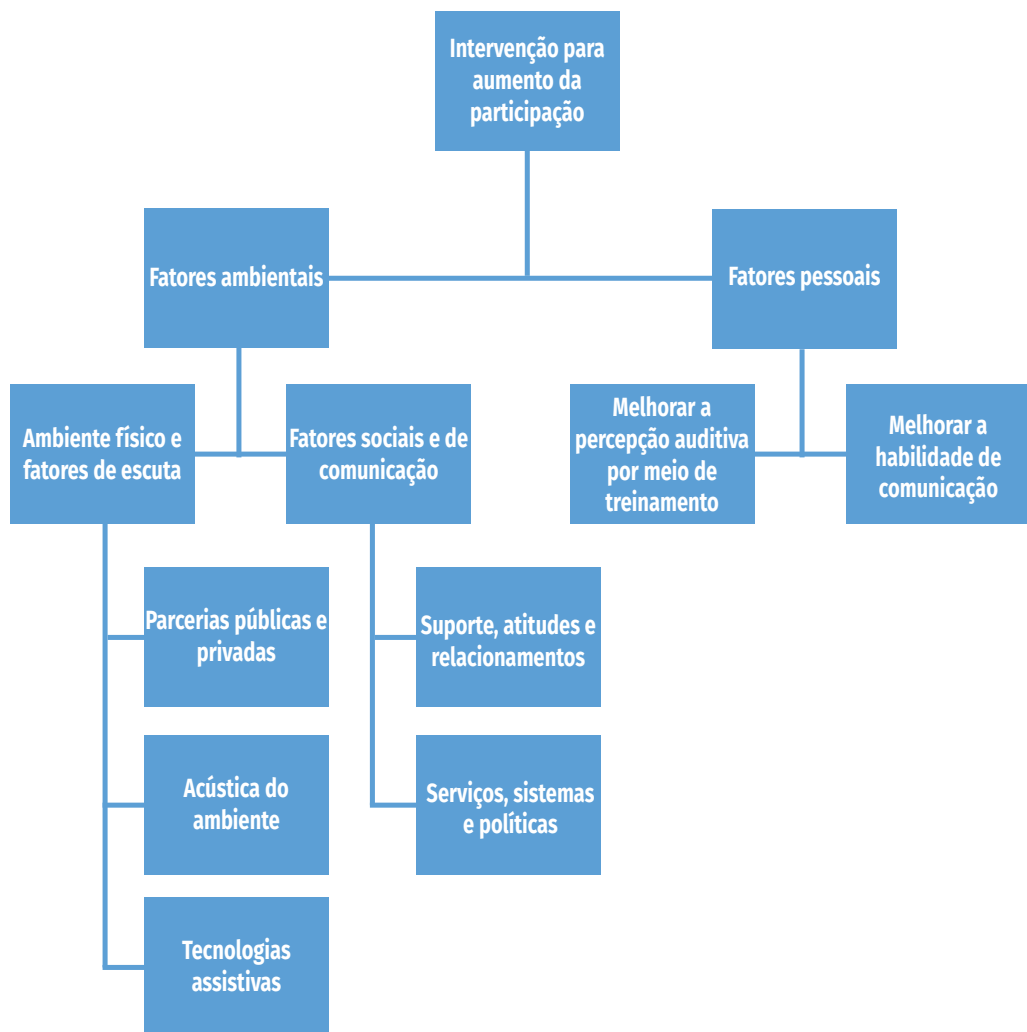 Intervenção para
aumento da
participação
Fatores ambientais
Fatores pessoais
Ambiente físico e
fatores de escuta
Fatores sociais e de
comunicação
Melhorar a
percepção auditiva
por meio de
treinamento
Melhorar a
habilidade de
comunicação
Parcerias públicas e
privadas
Suporte, atitudes e
relacionamentos
Acústica do
ambiente
Serviços, sistemas
e políticas
Tecnologias
assistivas